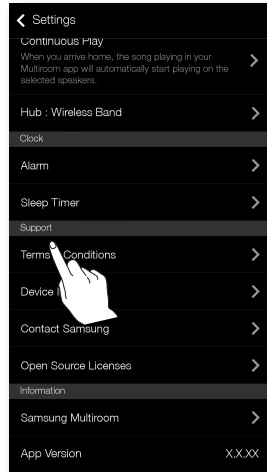 Settings
Continuous Play
When you arrive home, the song playing in your
Multiroom app will automatically start playing on the
selected speakers.
Hub : Wireless Band
Clock
Alarm
Sleep Timer
Support
Terms Conditions
Device
Contact Samsung
Open Source Licenses
Information
Samsung Multiroom
App Version X.X.XX